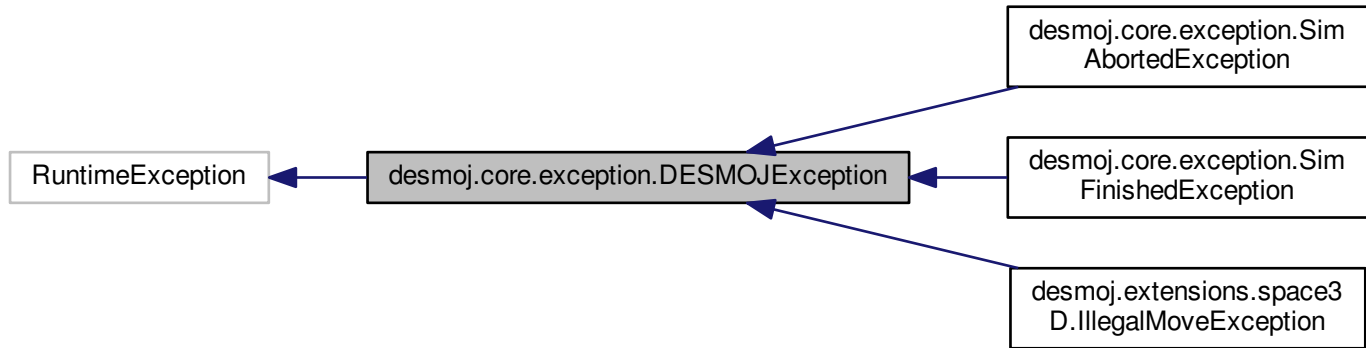 desmoj.core.exception.Sim
AbortedException
RuntimeException
desmoj.core.exception.DESMOJException
desmoj.core.exception.Sim
FinishedException
desmoj.extensions.space3
D.IllegalMoveException